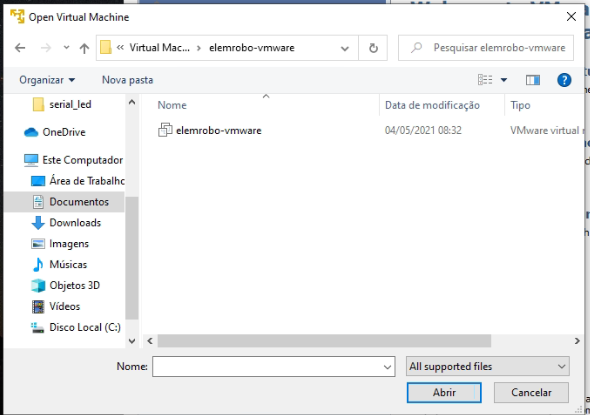 Open Virtual Machine
« Virtual Mac... > elemrobo-vmware
Pesquisar elemrobo-vmware
Organizar
Nova pasta
serial_led
OneDrive
Este Computador
Área de Trabalho
Documentos
Downloads
Imagens
Músicas
Objetos 3D
Vídeos
Disco Local (C:)
Nome
Data de modificação
Tipo
elemrobo-vmware
04/05/2021 08:32
VMware virtual
Nome:
All supported files
Abrir
Cancelar